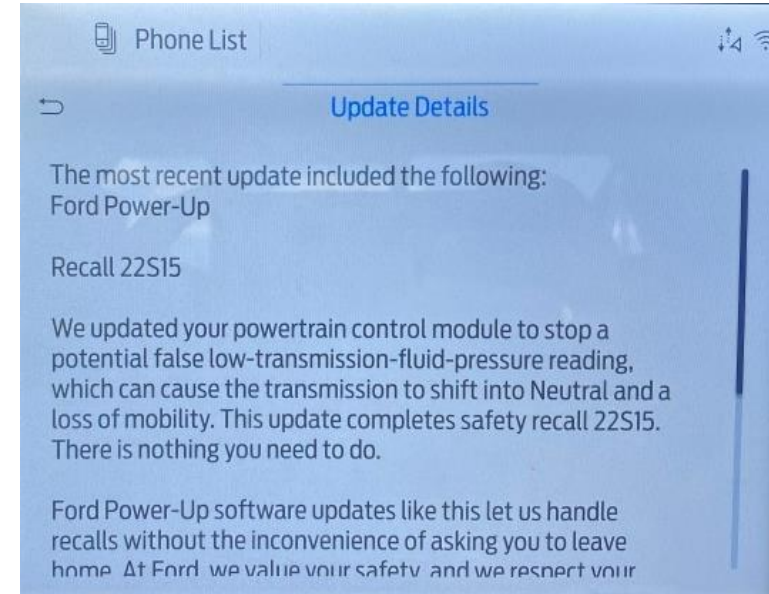 Phone List
Update Details
The most recent update included the following:
Ford Power-Up
Recall 22S15
We updated your powertrain control module to stop a
potential false low-transmission-fluid-pressure reading,
which can cause the transmission to shift into Neutral and a
loss of mobility. This update completes safety recall 22S15.
There is nothing you need to do.
Ford Power-Up software updates like this let us handle
recalls without the inconvenience of asking you to leave
home. At Ford, we value your safety, and we respect your